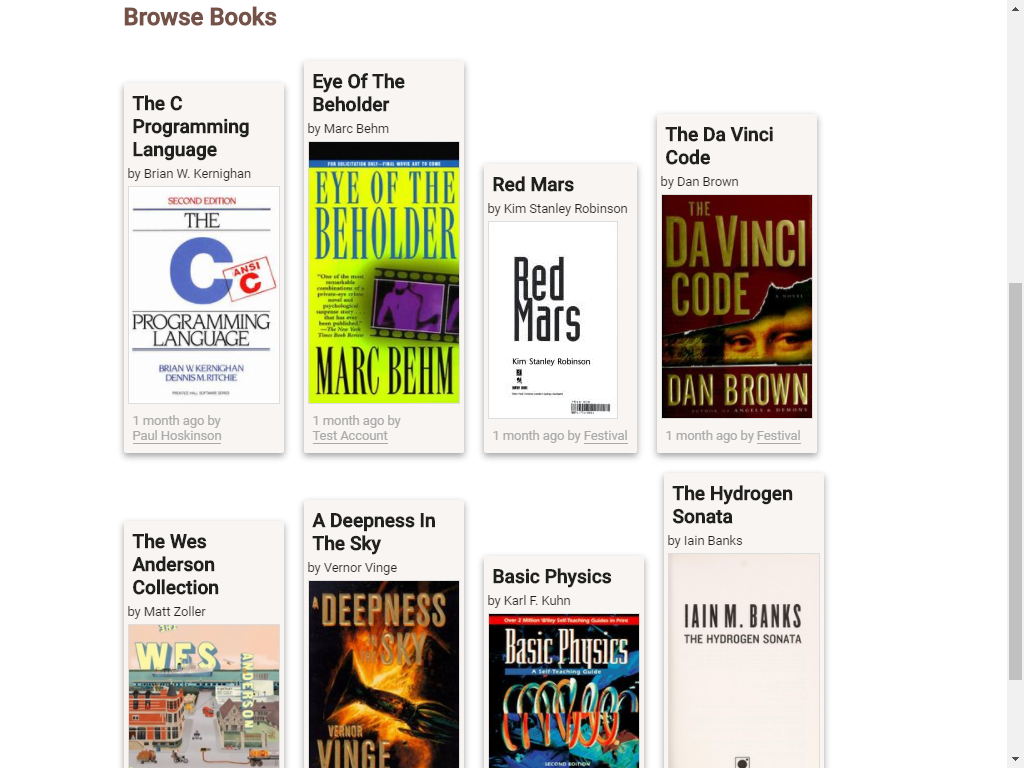 Browse Books
The C
Programming
Language
by Brian W. Kernighan
SECOND EDITION
THE
C
ANSI
C
PROGRAMMING
LANGUAGE
BRIAN W. KERNIGHAN
DENNIS M. RITCHIE
PRENTICE HALL SOFTWARE SERIES
1 month ago by
Paul Hoskinson
Eye Of The
Beholder
by Marc Behm
FOR SOLICITATION ONLY—FINAL MOVIE ART TO COME
EYE OF THE
BEHOLDER
"One of the most
remarkable
combinations of a
private-eye crime
novel and
psychological
suspense story . . .
that has ever
been published."
—The New York
Times Book Review
MARC BEHM
1 month ago by
Test Account
Red Mars
by Kim Stanley Robinson
Red
Mars
Kim Stanley Robinson
1 month ago by Festival
The Da Vinci
Code
by Dan Brown
THE
DA VINCI
CODE
A NOVEL
DAN BROWN
AUTHOR OF ANGELS & DEMONS
1 month ago by Festival
The Wes
Anderson
Collection
by Matt Zoller
THE
WES
ANDERSON
A Deepness In
The Sky
by Vernor Vinge
A DEEPNESS
IN THE SKY
VERNOR
VINGE
Basic Physics
by Karl F. Kuhn
Over 2 Million Wiley Self-Teaching Guides in Print
Basic Physics
A Self-Teaching Guide
SECOND EDITION
The Hydrogen
Sonata
by Iain Banks
IAIN M. BANKS
THE HYDROGEN SONATA